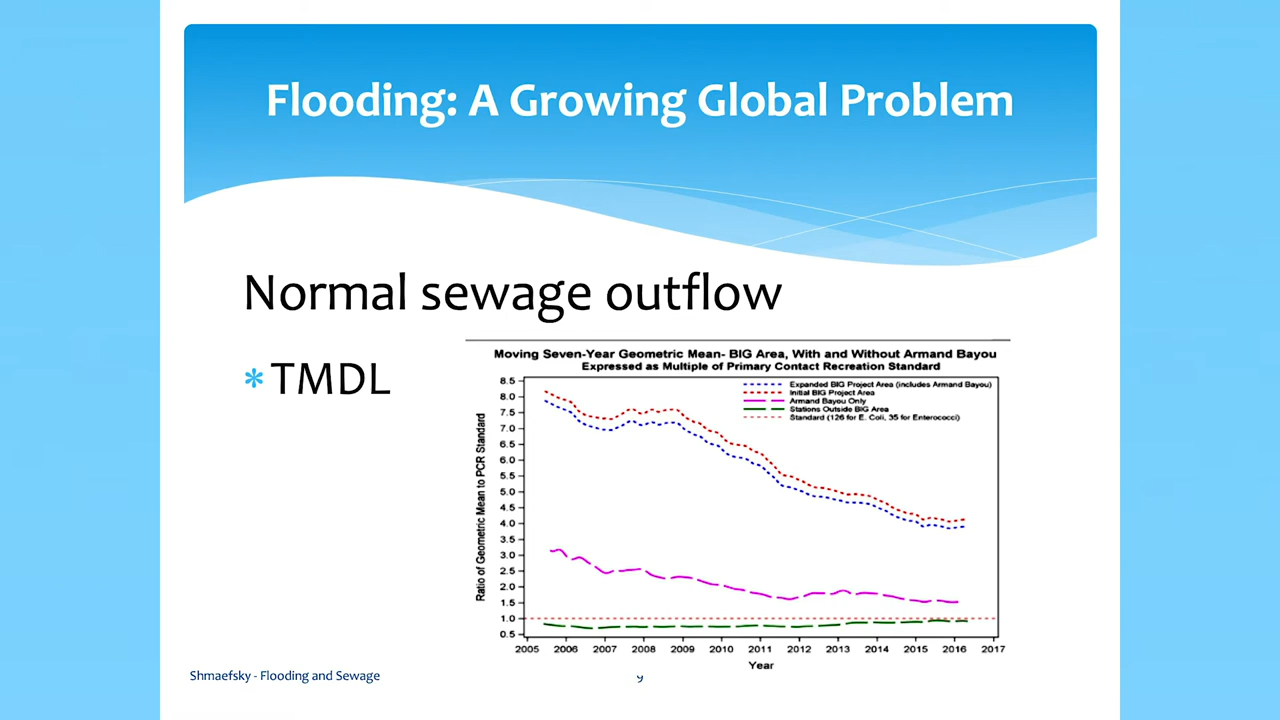 Flooding: A Growing Global Problem
Normal sewage outflow
* TMDL
Moving Seven-Year Geometric Mean- BIG Area, With and Without Armand Bayou
Expressed as Multiple of Primary Contact Recreation Standard
Expanded BIG Project Area (includes Armand Bayou)
Initial BIG Project Area
Armand Bayou Only
Stations Outside BIG Area
Standard (126 for E. Coli, 35 for Enterococci)
Ratio of Geometric Mean to PCR Standard
8.5
8.0
7.5
7.0
6.5
6.0
5.5
5.0
4.5
4.0
3.5
3.0
2.5
2.0
1.5
1.0
0.5
2005 2006 2007 2008 2009 2010 2011 2012 2013 2014 2015 2016 2017
Year
Shmaefsky - Flooding and Sewage
9